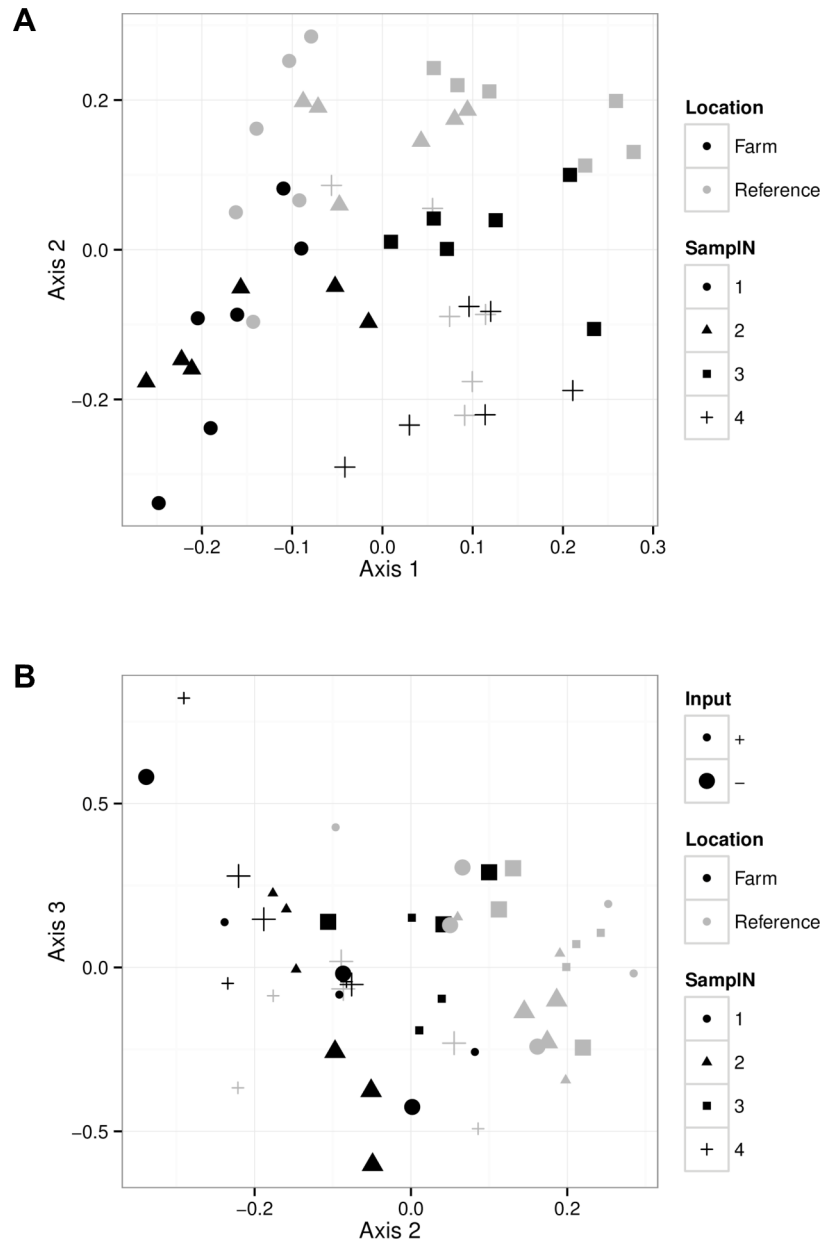 A
0.2
0.0
−0.2
Axis 2
−0.2 −0.1 0.0 0.1 0.2 0.3
Axis 1
Location
Farm
Reference
SampIN
1
2
3
4
B
0.5
0.0
−0.5
Axis 3
−0.2 0.0 0.2
Axis 2
Input
+
−
Location
Farm
Reference
SampIN
1
2
3
4